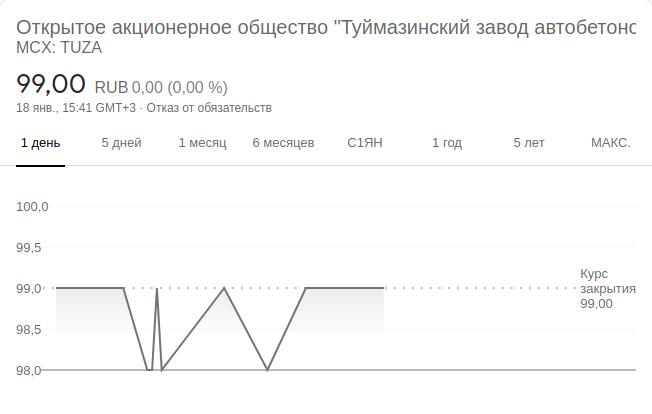 Открытое акционерное общество "Туймазинский завод автобетоно
MCX: TUZA
99,00 RUB 0,00 (0,00 %)
18 янв., 15:41 GMT+3 · Отказ от обязательств
1 день 5 дней 1 месяц 6 месяцев С1ЯН 1 год 5 лет МАКС.
100,0
99,5
99,0
98,5
98,0
Курс
закрытия
99,00